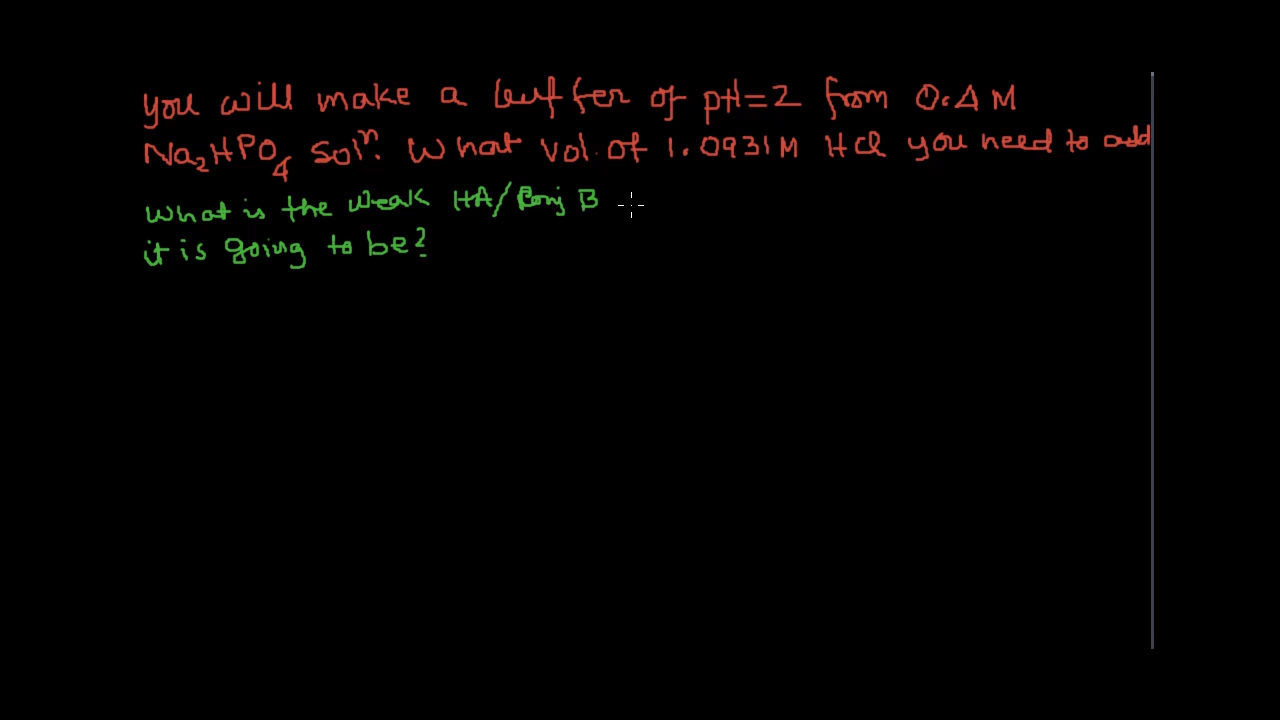 you will make a buffer of pH=2 from 0.4 M
Na₂HPO₄ solⁿ. What vol. of 1.0931M HCl you need to add
What is the weak HA/Conj B
it is going to be?